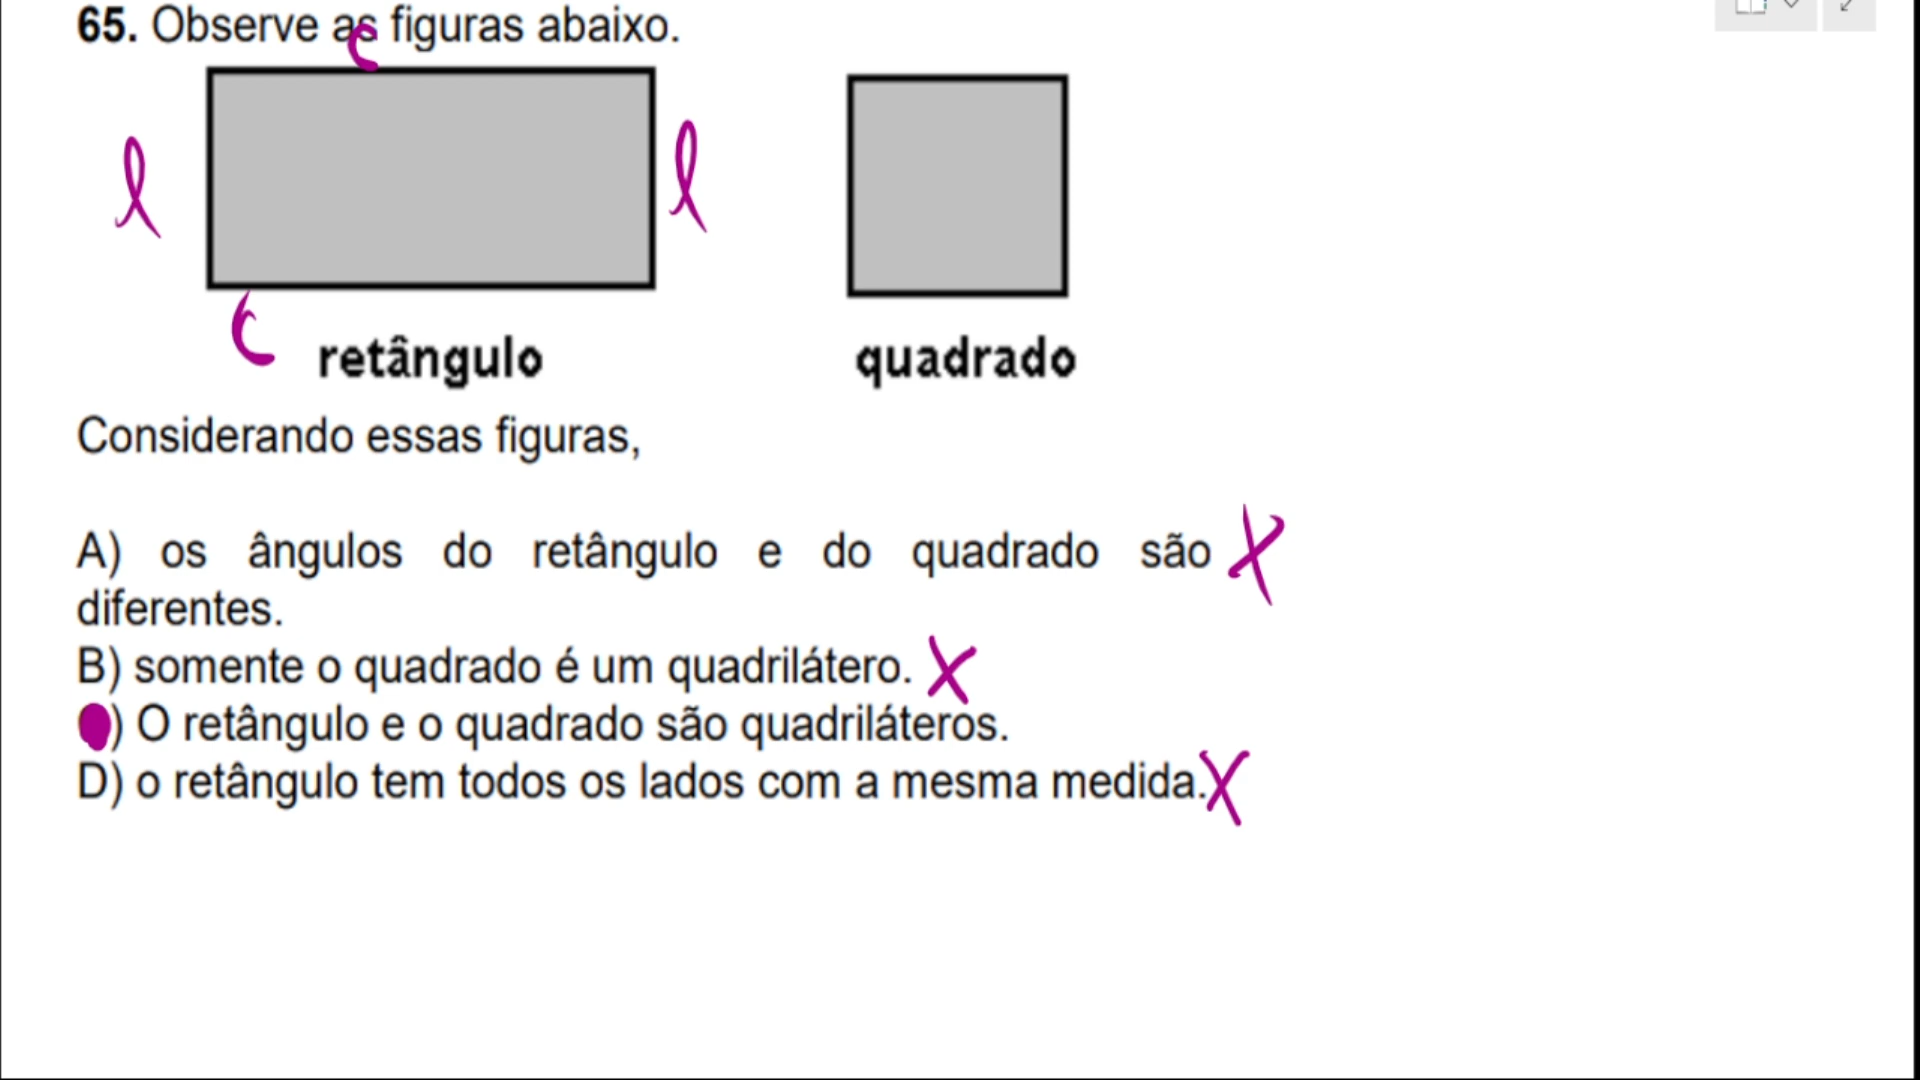 65. Observe as figuras abaixo.
c
l
l
c
retângulo
quadrado
Considerando essas figuras,
A) os ângulos do retângulo e do quadrado são
diferentes.
B) somente o quadrado é um quadrilátero.
) O retângulo e o quadrado são quadriláteros.
D) o retângulo tem todos os lados com a mesma medida.